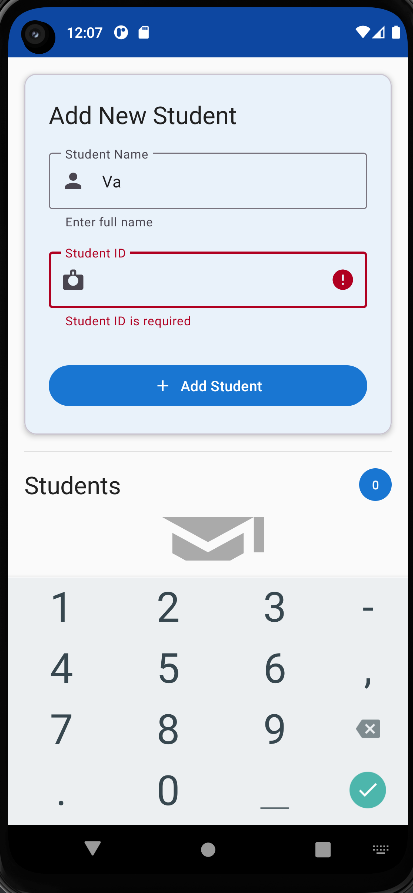 12:07
Add New Student
Student Name
Va
Enter full name
Student ID
!
Student ID is required
+ Add Student
Students
0
1 2 3 -
4 5 6 ,
7 8 9
. 0 _